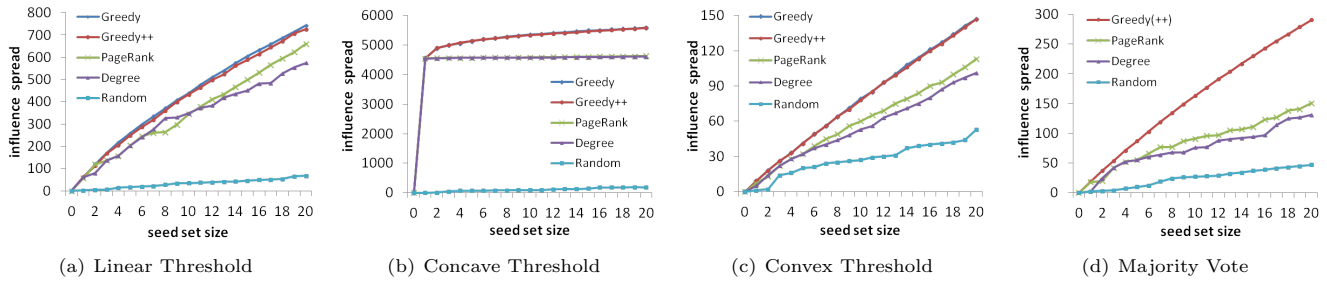 influence spread
800
700
600
500
400
300
200
100
0
Greedy
Greedy++
PageRank
Degree
Random
0 2 4 6 8 10 12 14 16 18 20
seed set size
(a) Linear Threshold
influence spread
6000
5000
4000
3000
2000
1000
0
Greedy
Greedy++
PageRank
Degree
Random
0 2 4 6 8 10 12 14 16 18 20
seed set size
(b) Concave Threshold
influence spread
150
120
90
60
30
0
Greedy
Greedy++
PageRank
Degree
Random
0 2 4 6 8 10 12 14 16 18 20
seed set size
(c) Convex Threshold
influence spread
300
250
200
150
100
50
0
Greedy(++)
PageRank
Degree
Random
0 2 4 6 8 10 12 14 16 18 20
seed set size
(d) Majority Vote